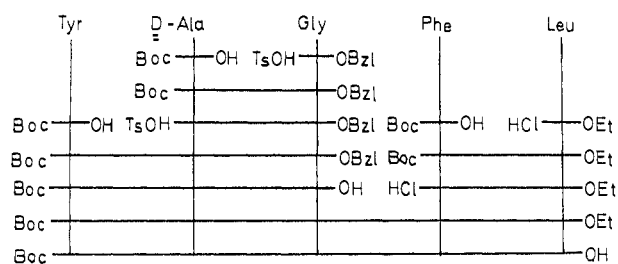 Tyr D-Ala Gly Phe Leu
Boc OH TsOH OBzl
Boc OBzl
Boc OH TsOH OBzl Boc OH HCl OEt
Boc OBzl Boc OEt
Boc OH HCl OEt
Boc OEt
Boc OH